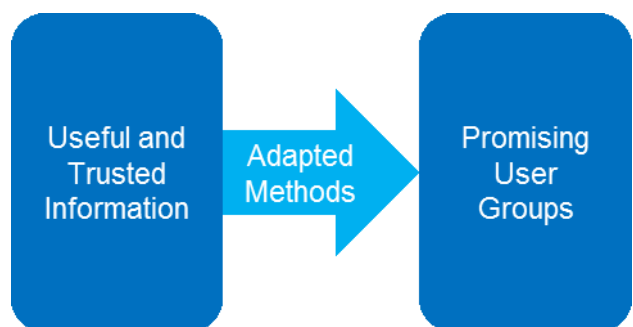 Useful and
Trusted
Information
Adapted
Methods
Promising
User
Groups